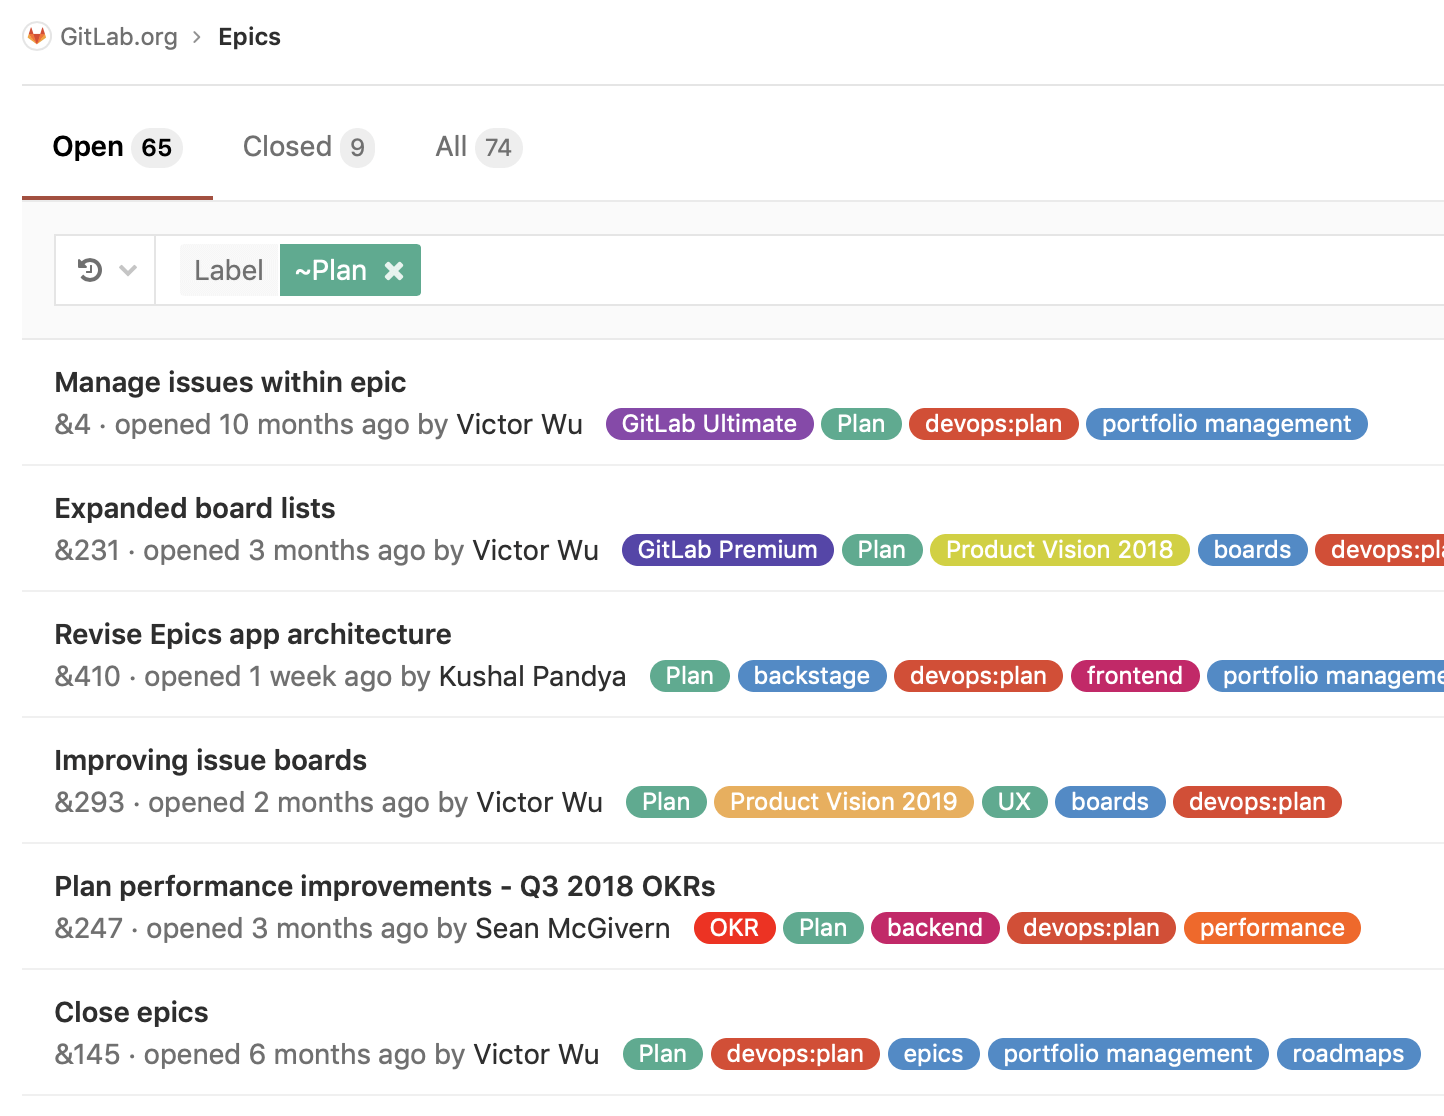 GitLab.org › Epics
Open 65 Closed 9 All 74
Label ~Plan
Manage issues within epic
&4 · opened 10 months ago by Victor Wu GitLab Ultimate Plan devops:plan portfolio management
Expanded board lists
&231 · opened 3 months ago by Victor Wu GitLab Premium Plan Product Vision 2018 boards devops:pla
Revise Epics app architecture
&410 · opened 1 week ago by Kushal Pandya Plan backstage devops:plan frontend portfolio manageme
Improving issue boards
&293 · opened 2 months ago by Victor Wu Plan Product Vision 2019 UX boards devops:plan
Plan performance improvements - Q3 2018 OKRs
&247 · opened 3 months ago by Sean McGivern OKR Plan backend devops:plan performance
Close epics
&145 · opened 6 months ago by Victor Wu Plan devops:plan epics portfolio management roadmaps